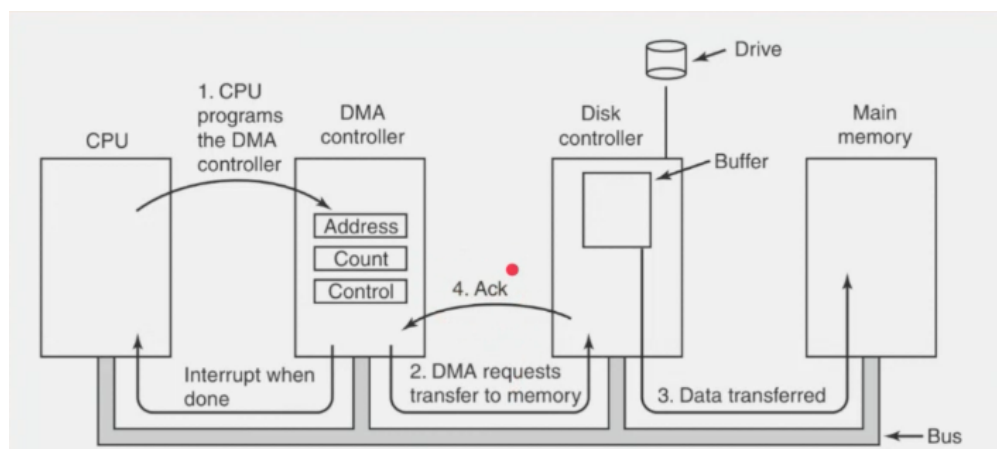 Drive
1. CPU
programs
the DMA
controller
CPU
DMA
controller
Disk
controller
Main
memory
Buffer
Address
Count
Control
4. Ack
Interrupt when
done
2. DMA requests
transfer to memory
3. Data transferred
Bus